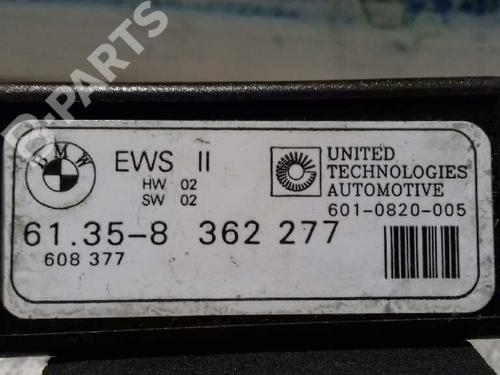 B-PARTS
BMW
EWS II
HW 02
SW 02
UNITED
TECHNOLOGIES
AUTOMOTIVE
601-0820-005
61.35-8 362 277
608 377